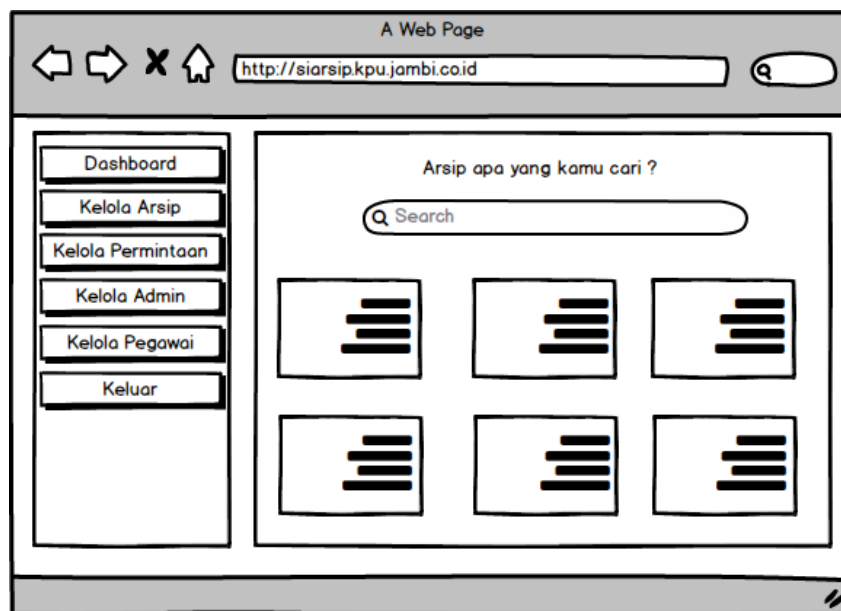 A Web Page
http://siarsip.kpu.jambi.co.id
Dashboard
Kelola Arsip
Kelola Permintaan
Kelola Admin
Kelola Pegawai
Keluar
Arsip apa yang kamu cari ?
Search